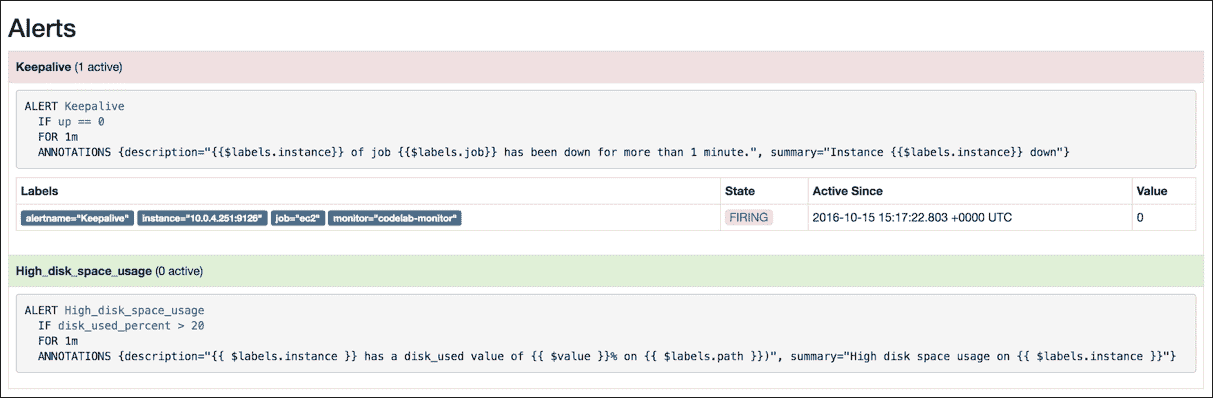 Alerts
Keepalive (1 active)
ALERT Keepalive
IF up == 0
FOR 1m
ANNOTATIONS {description="{{$labels.instance}} of job {{$labels.job}} has been down for more than 1 minute.", summary="Instance {{$labels.instance}} down"}
Labels State Active Since Value
alertname="Keepalive" instance="10.0.4.251:9126" job="ec2" monitor="codelab-monitor" FIRING 2016-10-15 15:17:22.803 +0000 UTC 0
High_disk_space_usage (0 active)
ALERT High_disk_space_usage
IF disk_used_percent > 20
FOR 1m
ANNOTATIONS {description="{{ $labels.instance }} has a disk_used value of {{ $value }}% on {{ $labels.path }})", summary="High disk space usage on {{ $labels.instance }}"}